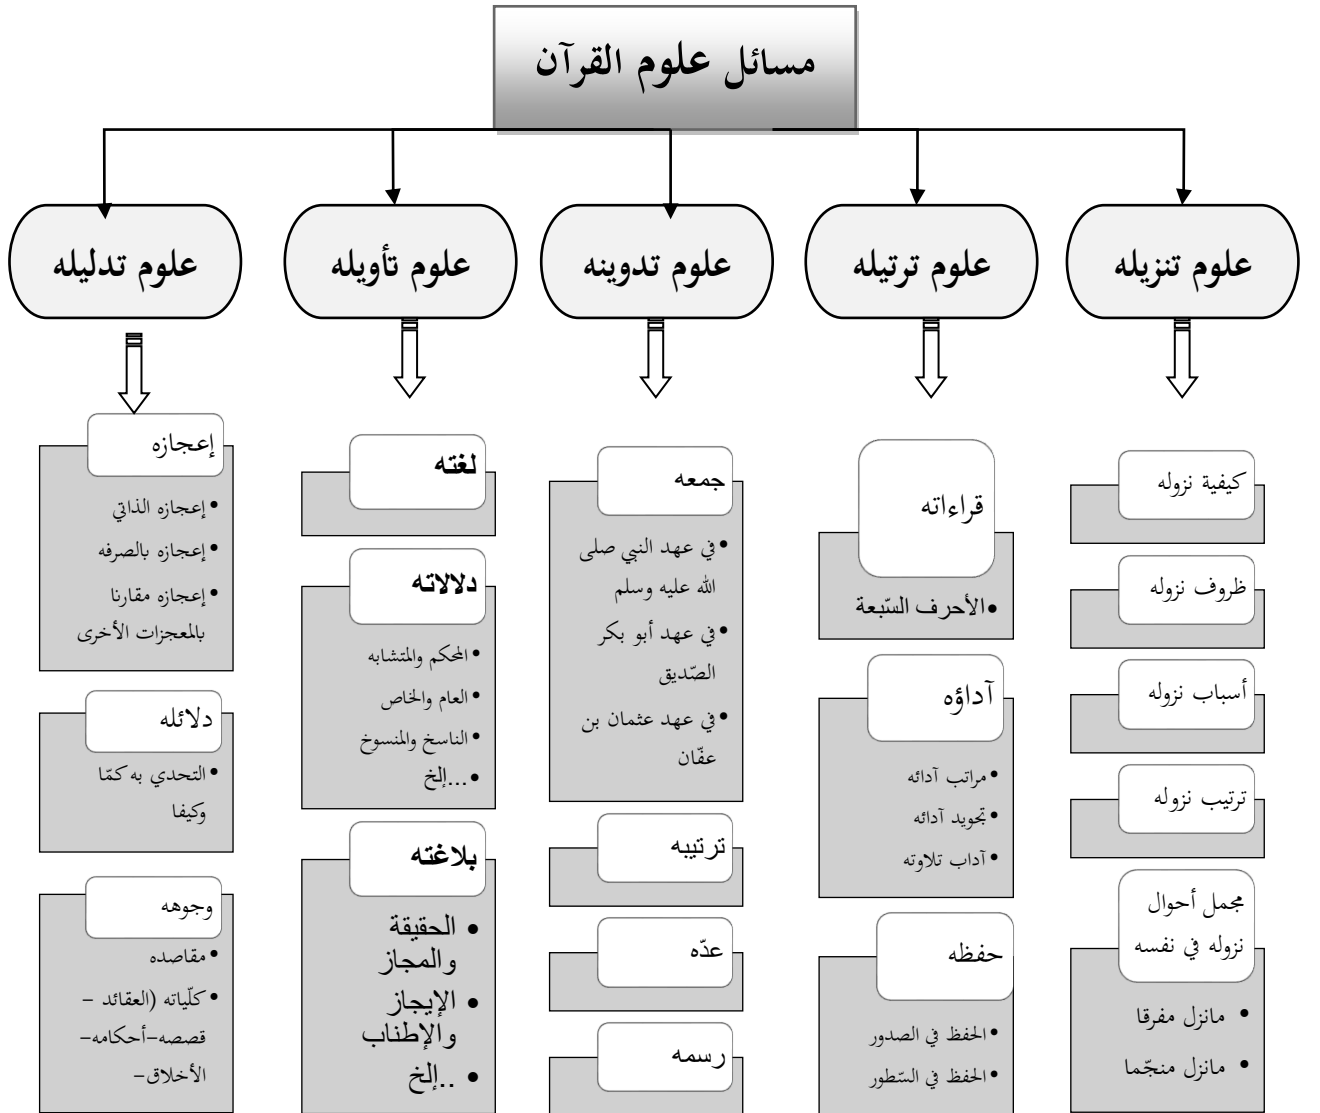 مسائل علوم القرآن
علوم تنزيله
علوم ترتيله
علوم تدوينه
علوم تأويله
علوم تدليله
كيفية نزوله
ظروف نزوله
أسباب نزوله
ترتيب نزوله
مجمل أحوال
نزوله في نفسه
• مانزل مفرقا
• مانزل منجّما
قراءاته
•الأحرف السّبعة
آداؤه
•مراتب آدائه
•تجويد آدائه
•آداب تلاوته
حفظه
•الحفظ في الصدور
•الحفظ في السّطور
جمعه
•في عهد النبي صلى
الله عليه وسلم
•في عهد أبو بكر
الصّديق
•في عهد عثمان بن
عفّان
ترتيبه
عدّه
رسمه
لغته
دلالاته
•المحكم والمتشابه
•العام والخاص
•الناسخ والمنسوخ
•...إلخ
بلاغته
• الحقيقة
والمجاز
• الإيجاز
والإطناب
• ..إلخ
إعجازه
•إعجازه الذاتي
•إعجازه بالصرفه
•إعجازه مقارنا
بالمعجزات الأخرى
دلائله
•التحدي به كمّا
وكيفا
وجوهه
•مقاصده
•كلّياته (العقائد –
قصصه–أحكامه–
الأخلاق–